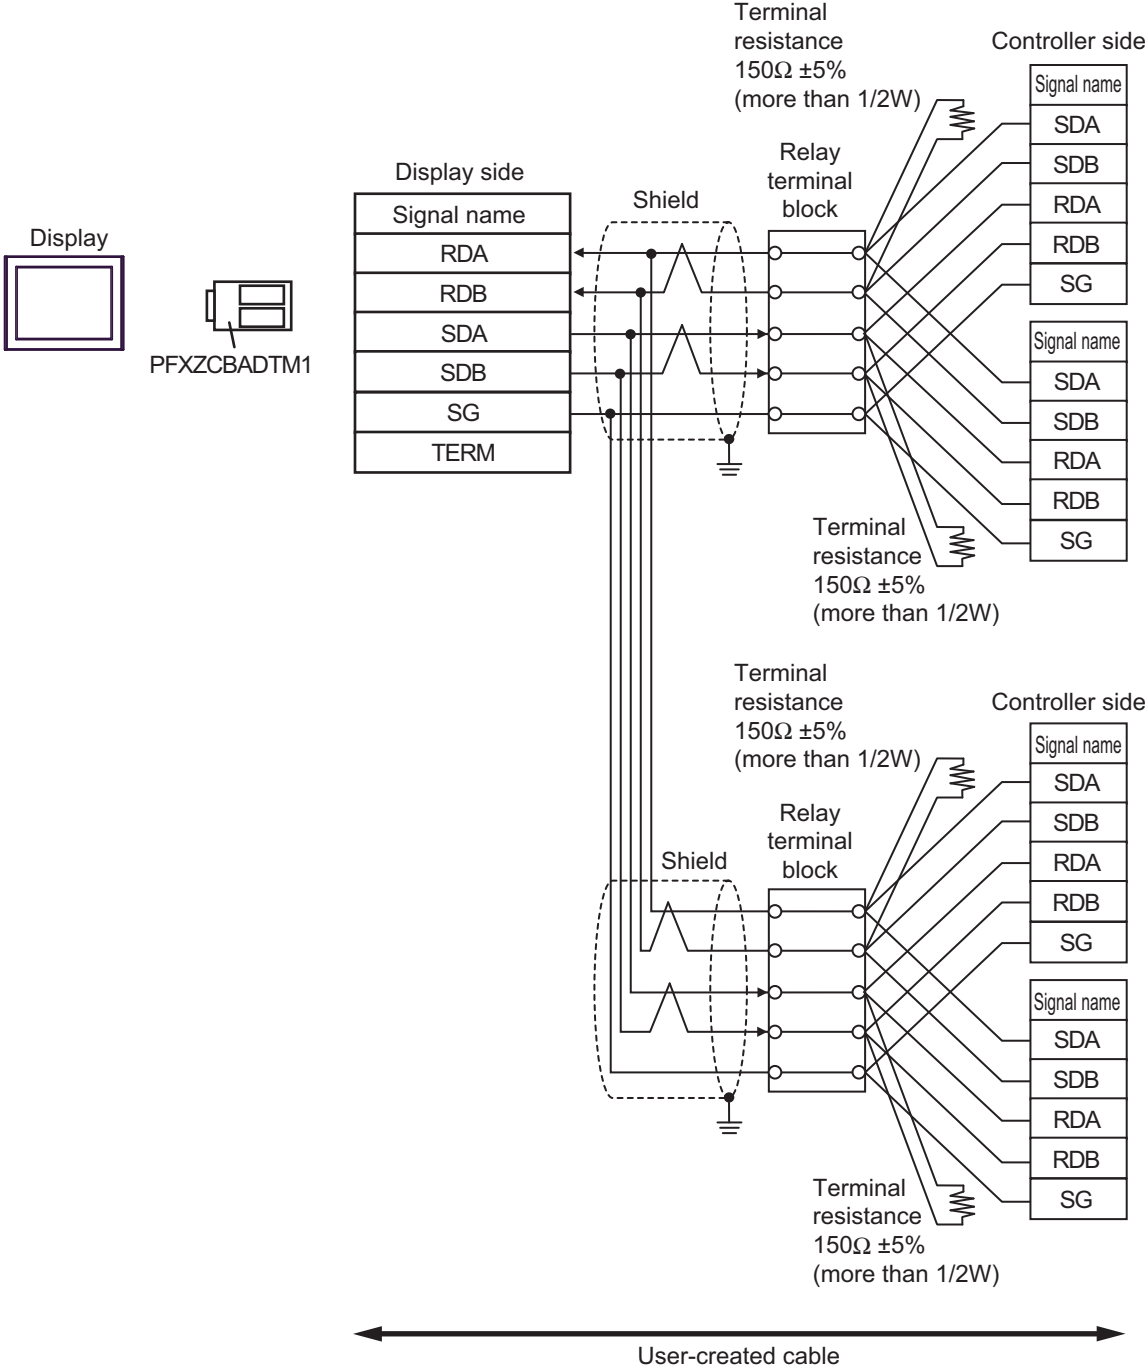 Terminal
resistance
150Ω ±5%
(more than 1/2W)
Controller side
Signal name
SDA
SDB
RDA
RDB
SG
Relay
terminal
block
Shield
Display side
Signal name
RDA
RDB
SDA
SDB
SG
TERM
Display
PFXZCBADTM1
Signal name
SDA
SDB
RDA
RDB
SG
Terminal
resistance
150Ω ±5%
(more than 1/2W)
Terminal
resistance
150Ω ±5%
(more than 1/2W)
Controller side
Signal name
SDA
SDB
RDA
RDB
SG
Relay
terminal
block
Shield
Signal name
SDA
SDB
RDA
RDB
SG
Terminal
resistance
150Ω ±5%
(more than 1/2W)
User-created cable